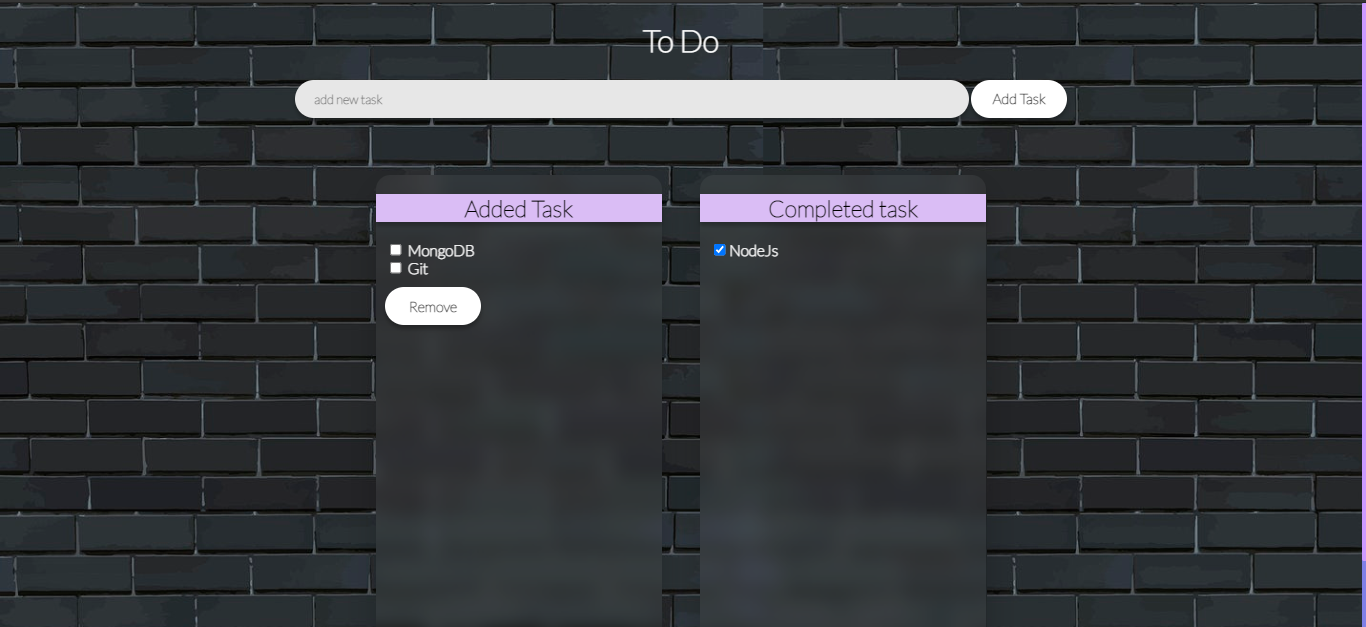 To Do
add new task
Add Task
Added Task
MongoDB
Git
Remove
Completed task
NodeJs